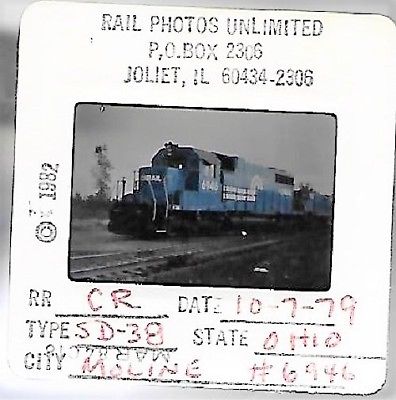 RAIL PHOTOS UNLIMITED
P.O.BOX 2306
JOLIET, IL 60434-2306
© 1982
6946
RR CR DATE 10-7-79
TYPE SD-38 STATE OHIO
CITY MOLINE #6946